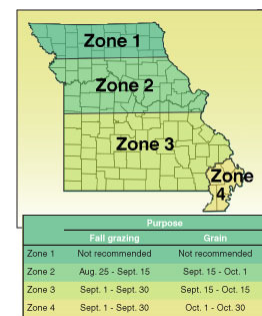 Zone 1
Zone 2
Zone 3
Zone
4
Purpose
Fall grazing Grain
Zone 1 Not recommended Not recommended
Zone 2 Aug. 25 - Sept. 15 Sept. 15 - Oct. 1
Zone 3 Sept. 1 - Sept. 30 Sept. 15 - Oct. 15
Zone 4 Sept. 1 - Sept. 30 Oct. 1 - Oct. 30